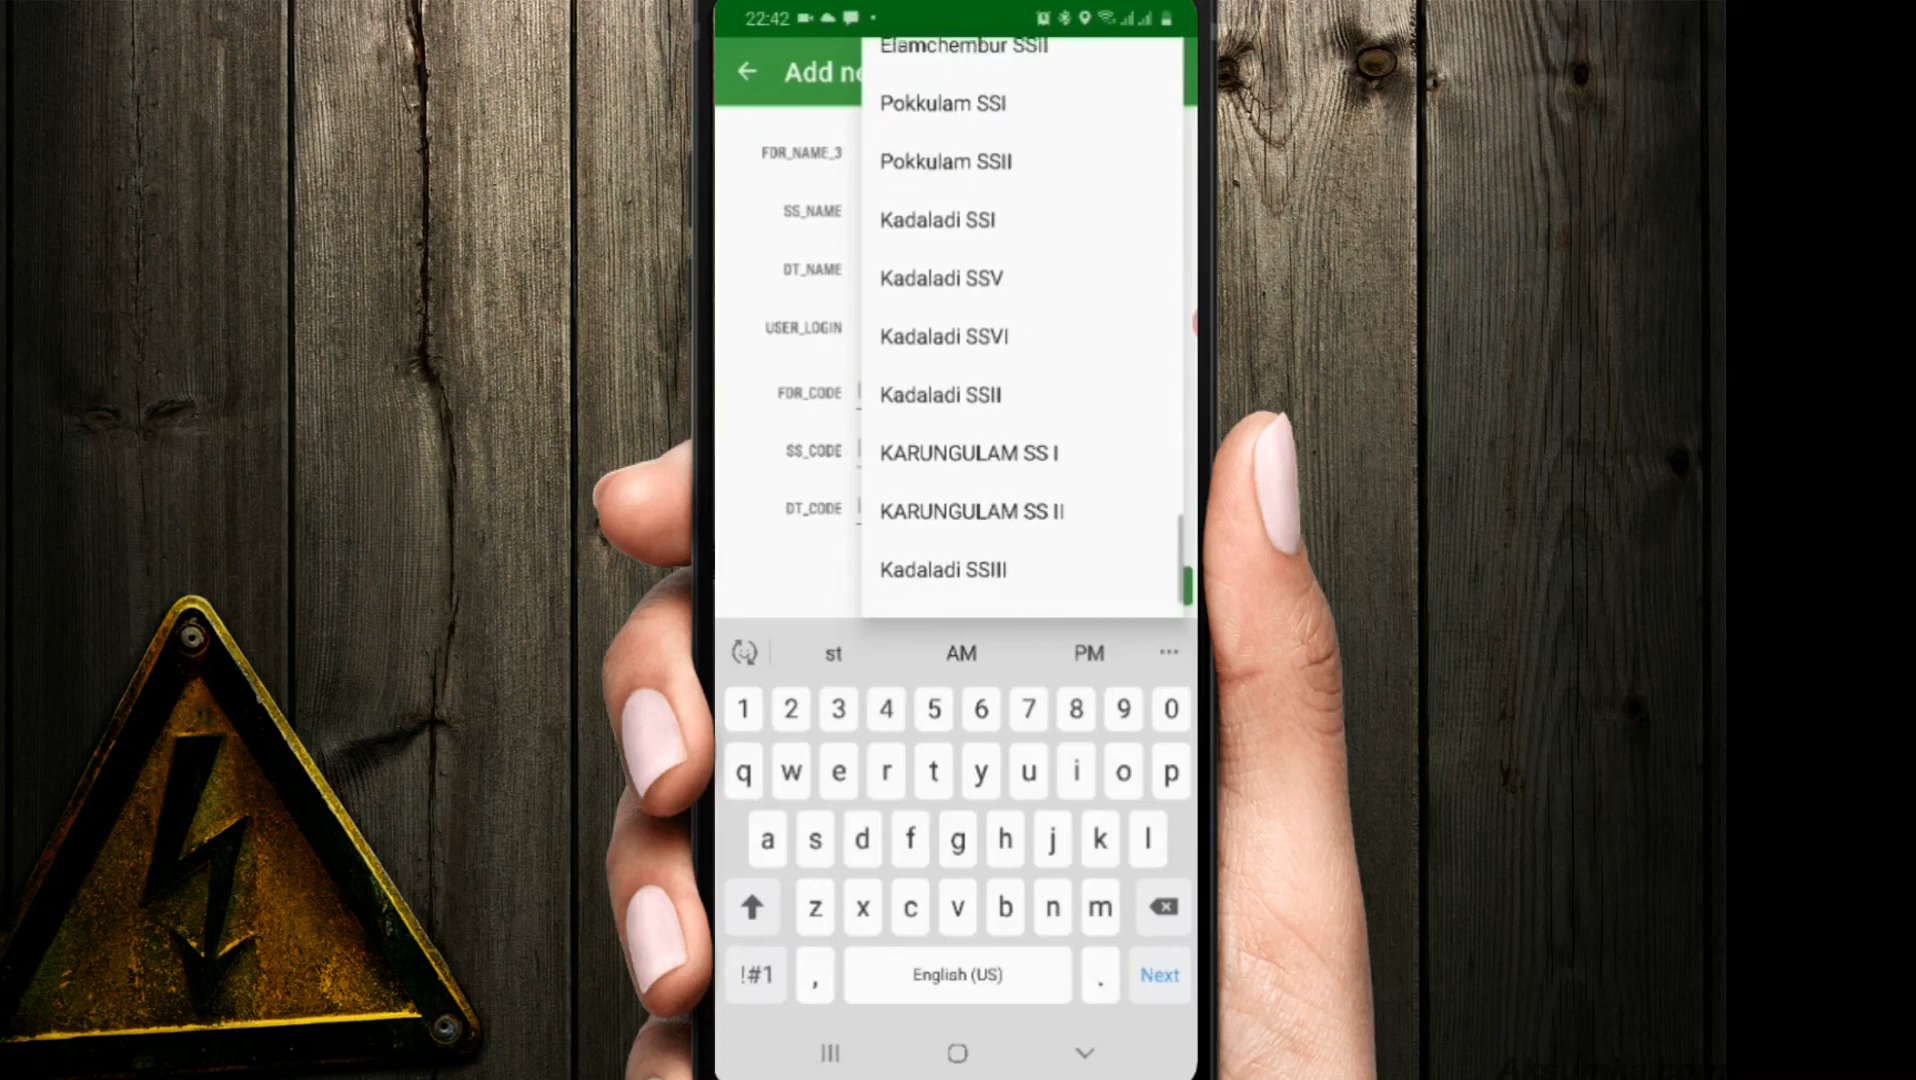 22:42
Elamchembur SSII
Add ne
Pokkulam SSI
FDR_NAME_3
Pokkulam SSII
SS_NAME
Kadaladi SSI
DT_NAME
Kadaladi SSV
USER_LOGIN
Kadaladi SSVI
FDR_CODE
Kadaladi SSII
SS_CODE
KARUNGULAM SS I
DT_CODE
KARUNGULAM SS II
Kadaladi SSIII
st AM PM
1 2 3 4 5 6 7 8 9 0
q w e r t y u i o p
a s d f g h j k l
z x c v b n m
!#1 , English (US) . Next